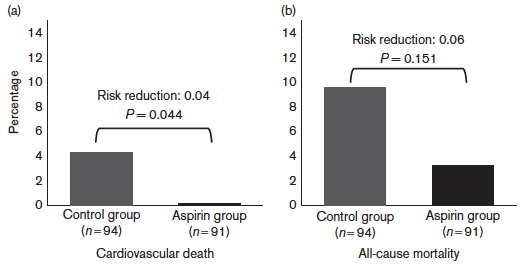 (a)
14
12
10
8
6
4
2
0
Percentage
Risk reduction: 0.04
P=0.044
Control group
(n=94)
Aspirin group
(n=91)
Cardiovascular death
(b)
14
12
10
8
6
4
2
0
Risk reduction: 0.06
P=0.151
Control group
(n=94)
Aspirin group
(n=91)
All-cause mortality